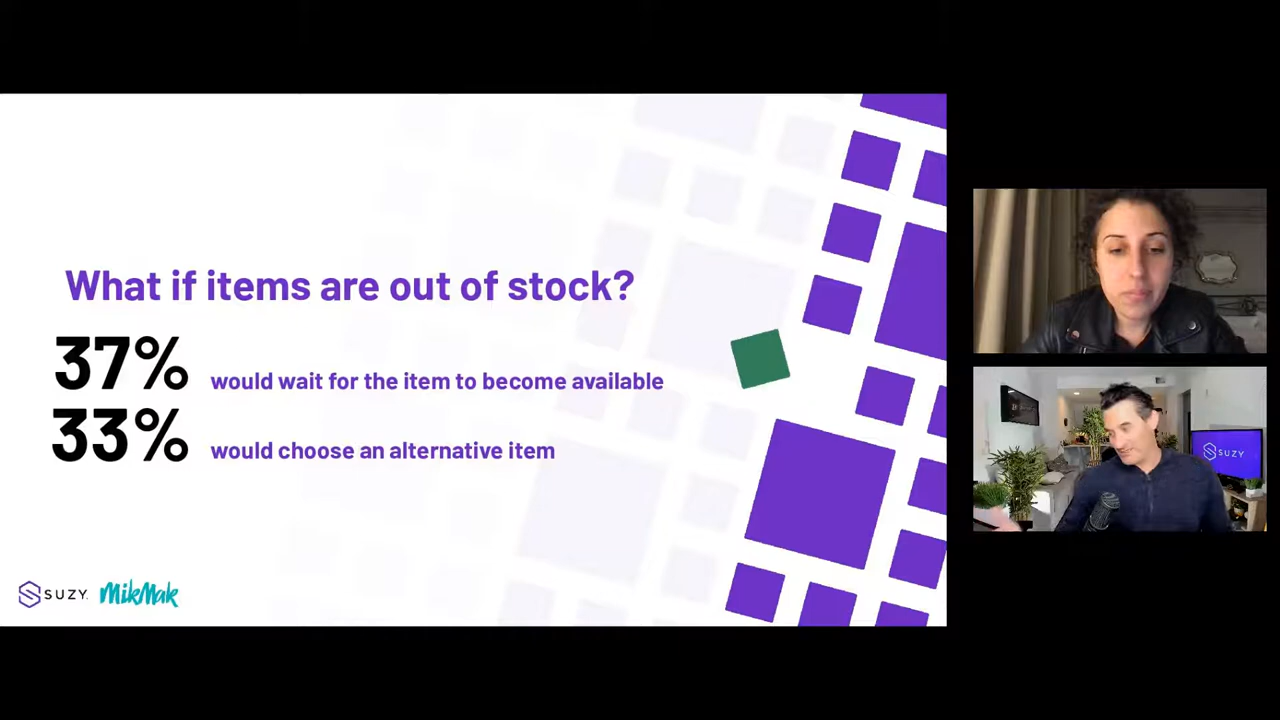 What if items are out of stock?
37% would wait for the item to become available
33% would choose an alternative item
SUZY MikMak
SUZY